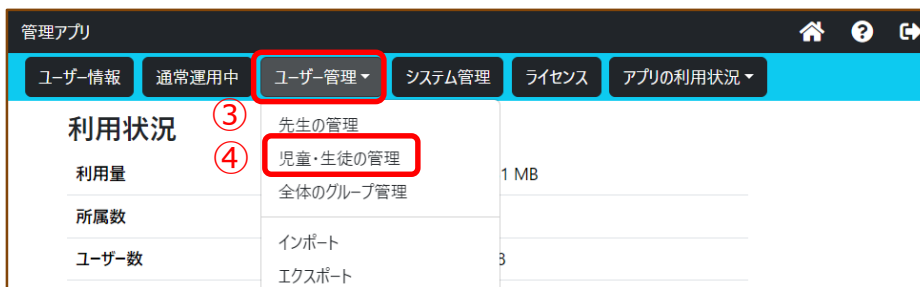 管理アプリ
ユーザー情報 通常運用中 ユーザー管理 システム管理 ライセンス アプリの利用状況
利用状況
③
先生の管理
④
児童・生徒の管理
利用量
1 MB
全体のグループ管理
所属数
インポート
ユーザー数
エクスポート